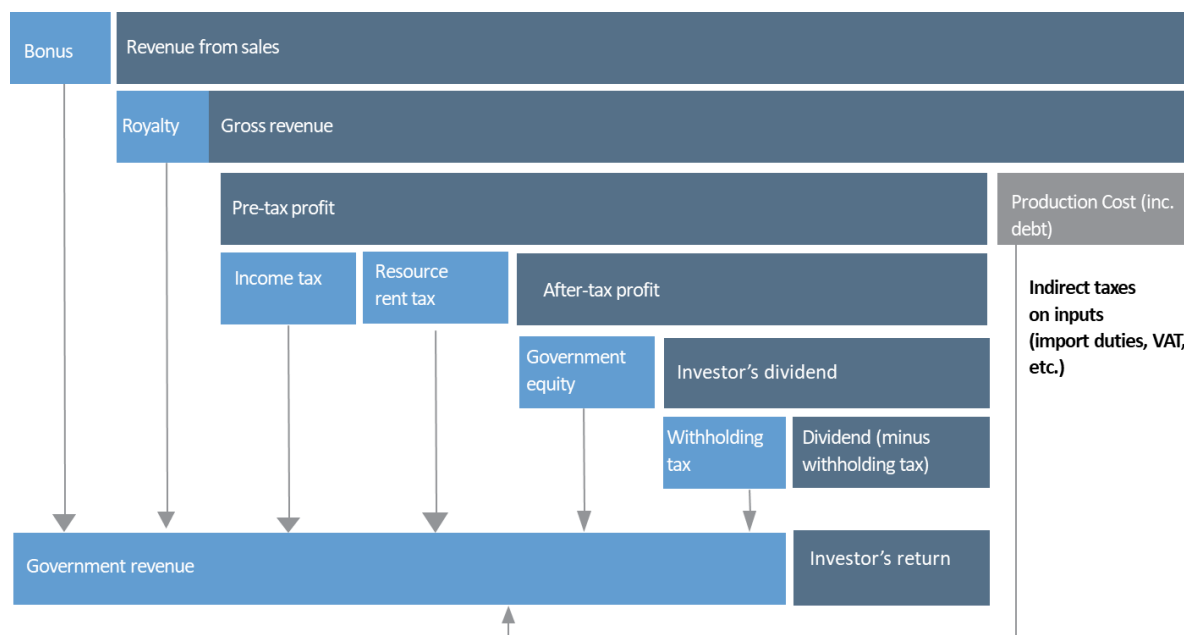 Bonus
Revenue from sales
Royalty
Gross revenue
Pre-tax profit
Production Cost (inc.
debt)
Income tax
Resource
rent tax
After-tax profit
Indirect taxes
on inputs
(import duties, VAT,
etc.)
Government
equity
Investor’s dividend
Withholding
tax
Dividend (minus
withholding tax)
Government revenue
Investor’s return